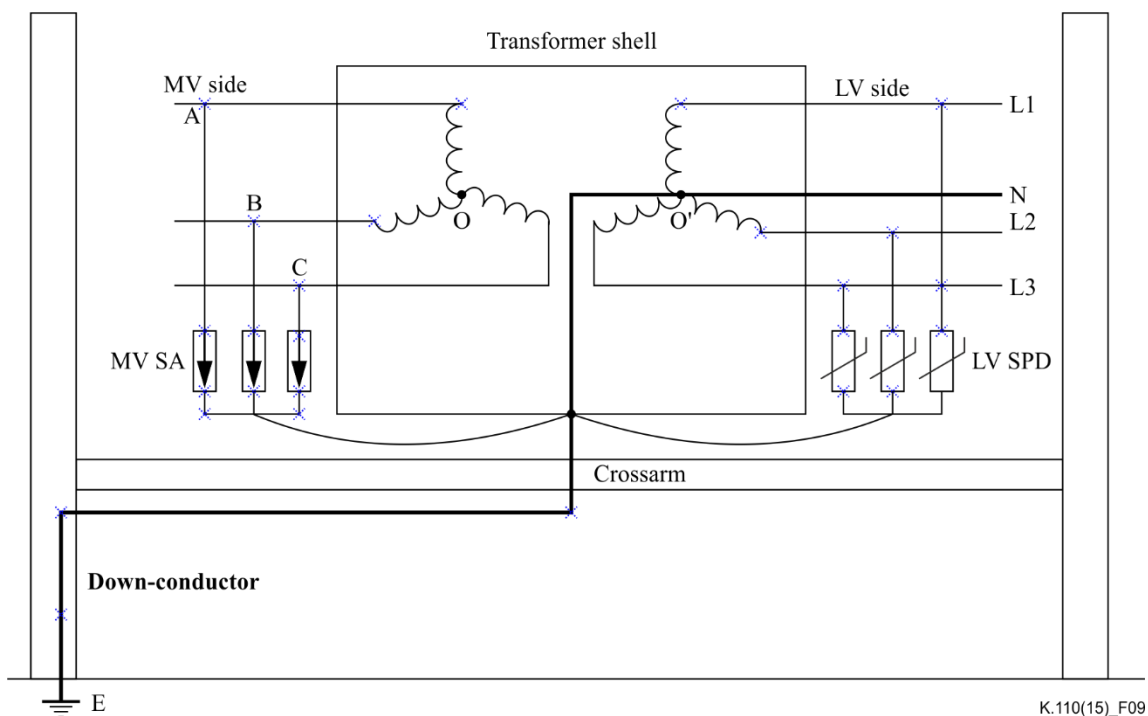 Transformer shell
MV side
LV side
A
L1
B
O
O'
N
L2
C
L3
MV SA
LV SPD
Crossarm
Down-conductor
E
K.110(15)_F09